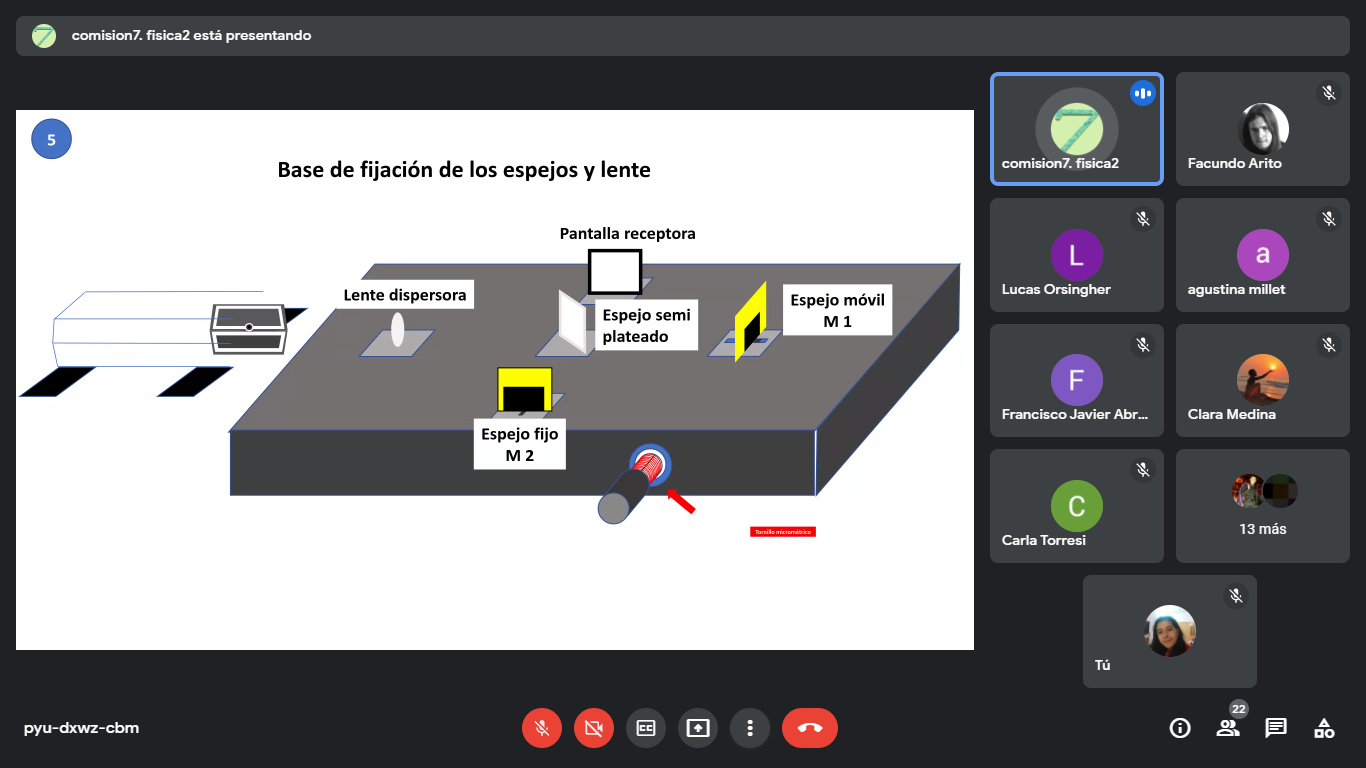 comision7. fisica2 está presentando
5
Base de fijación de los espejos y lente
Pantalla receptora
Lente dispersora
Espejo semi
plateado
Espejo móvil
M 1
Espejo fijo
M 2
Tornillo micrométrico
comision7. fisica2
Facundo Arito
L
Lucas Orsingher
a
agustina millet
F
Francisco Javier Abr...
Clara Medina
C
Carla Torresi
13 más
Tú
pyu-dxwz-cbm
CC
22